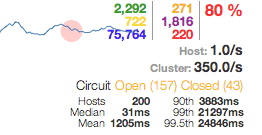 2,292 271 80 %
722 1,816
75,764 220
Host: 1.0/s
Cluster: 350.0/s
Circuit Open (157) Closed (43)
Hosts 200 90th 3883ms
Median 31ms 99th 21297ms
Mean 1205ms 99.5th 24846ms